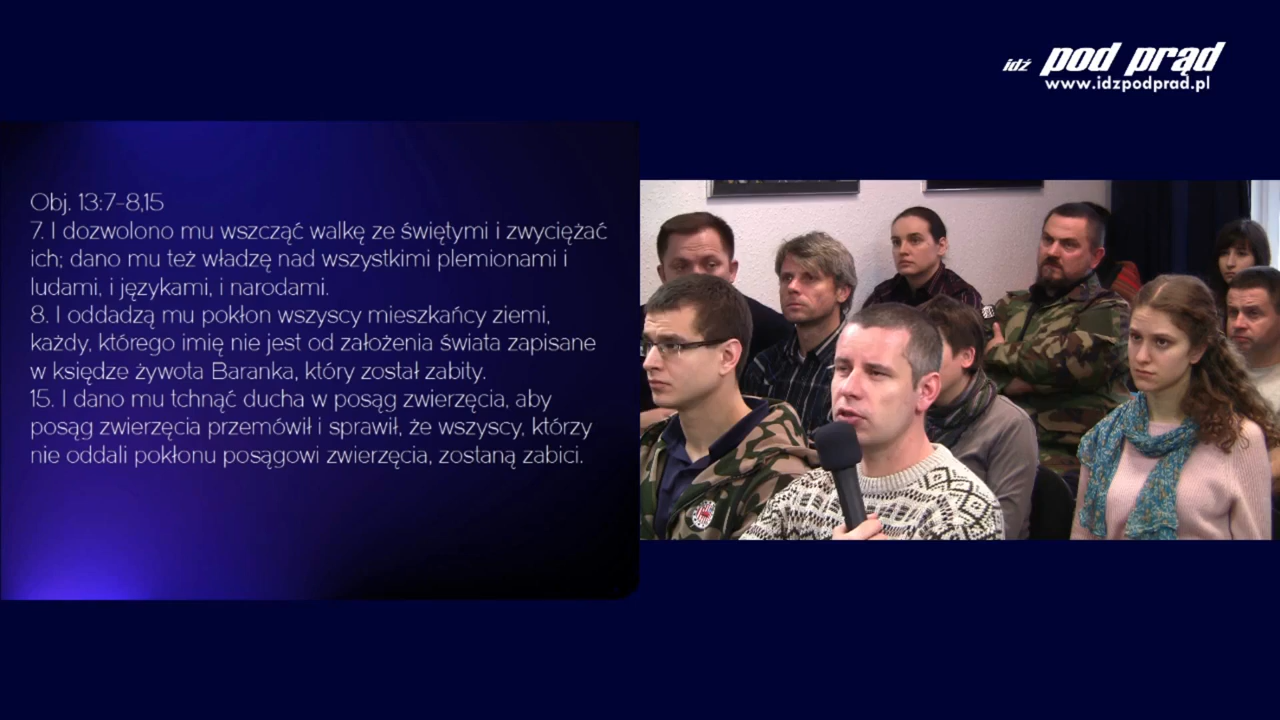 idź pod prąd
www.idzpodprad.pl
Obj. 13:7-8,15
7. I dozwolono mu wszcząć walkę ze świętymi i zwyciężać
ich; dano mu też władzę nad wszystkimi plemionami i
ludami, i językami, i narodami.
8. I oddadzą mu pokłon wszyscy mieszkańcy ziemi,
każdy, którego imię nie jest od założenia świata zapisane
w księdze żywota Baranka, który został zabity.
15. I dano mu tchnąć ducha w posąg zwierzęcia, aby
posąg zwierzęcia przemówił i sprawił, że wszyscy, którzy
nie oddali pokłonu posągowi zwierzęcia, zostaną zabici.